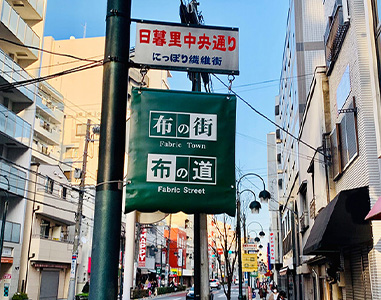 日暮里中央通り
にっぽり繊維街
布の街
Fabric Town
布の道
Fabric Street